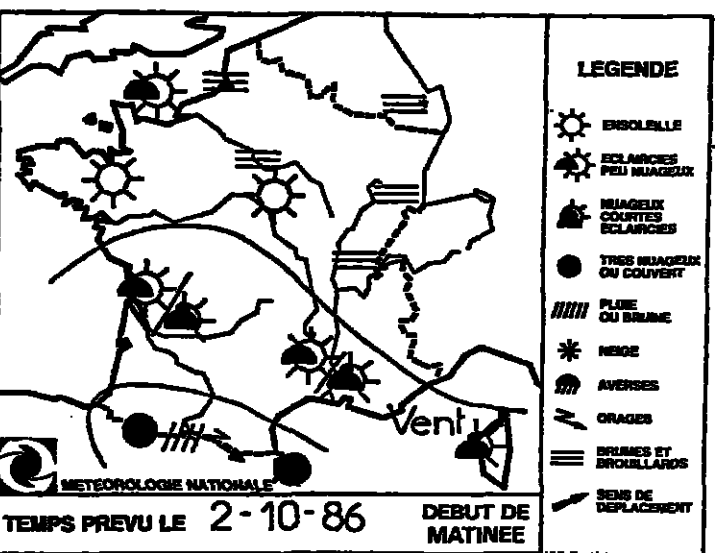 LEGENDE
ENSOLEILLE
ECLAIRCIES
PEU NUAGEUX
NUAGEUX
COURTES
ECLAIRCIES
TRES NUAGEUX
OU COUVERT
PLUIE
OU BRUINE
NEIGE
AVERSES
ORAGES
BRUMES ET
BROUILLARDS
SENS DE
DEPLACEMENT
Vent
METEOROLOGIE NATIONALE
TEMPS PREVU LE 2-10-86 DEBUT DE
MATINEE